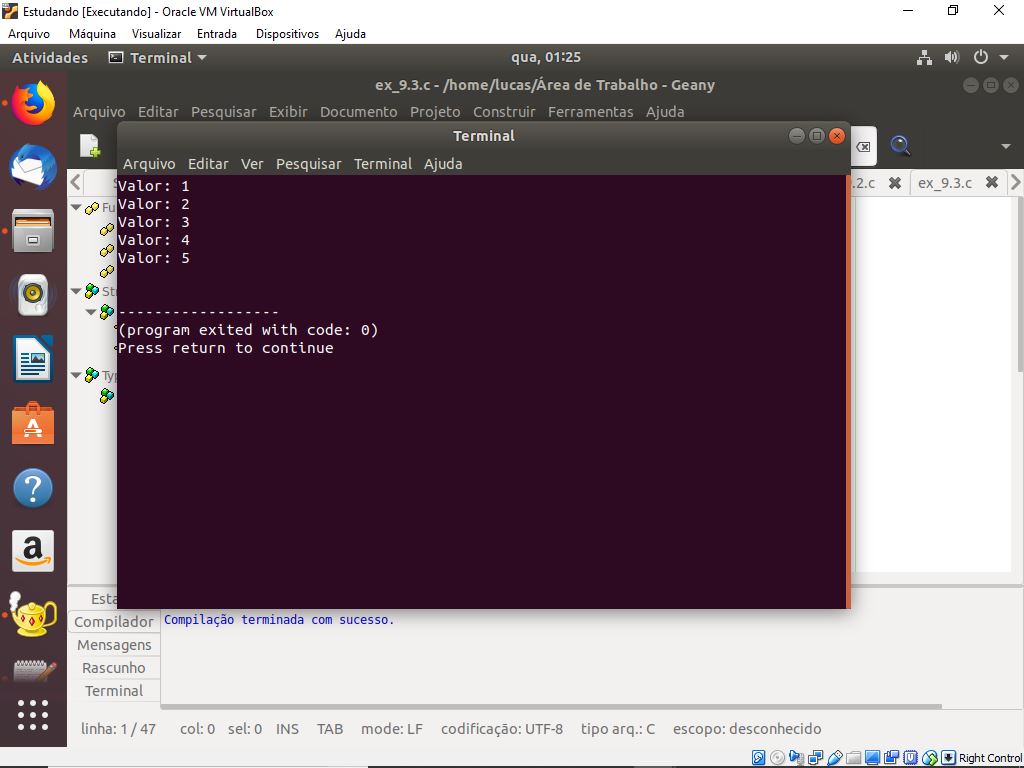 Estudando [Executando] - Oracle VM VirtualBox
Arquivo Máquina Visualizar Entrada Dispositivos Ajuda
Atividades Terminal qua, 01:25
ex_9.3.c - /home/lucas/Área de Trabalho - Geany
Arquivo Editar Pesquisar Exibir Documento Projeto Construir Ferramentas Ajuda
Terminal
Arquivo Editar Ver Pesquisar Terminal Ajuda
.2.c ex_9.3.c
Valor: 1
Valor: 2
Valor: 3
Valor: 4
Valor: 5
------------------
(program exited with code: 0)
Press return to continue
Fu
St
Ty
Esta
Compilador
Compilação terminada com sucesso.
Mensagens
Rascunho
Terminal
linha: 1 / 47 col: 0 sel: 0 INS TAB mode: LF codificação: UTF-8 tipo arq.: C escopo: desconhecido
Right Control